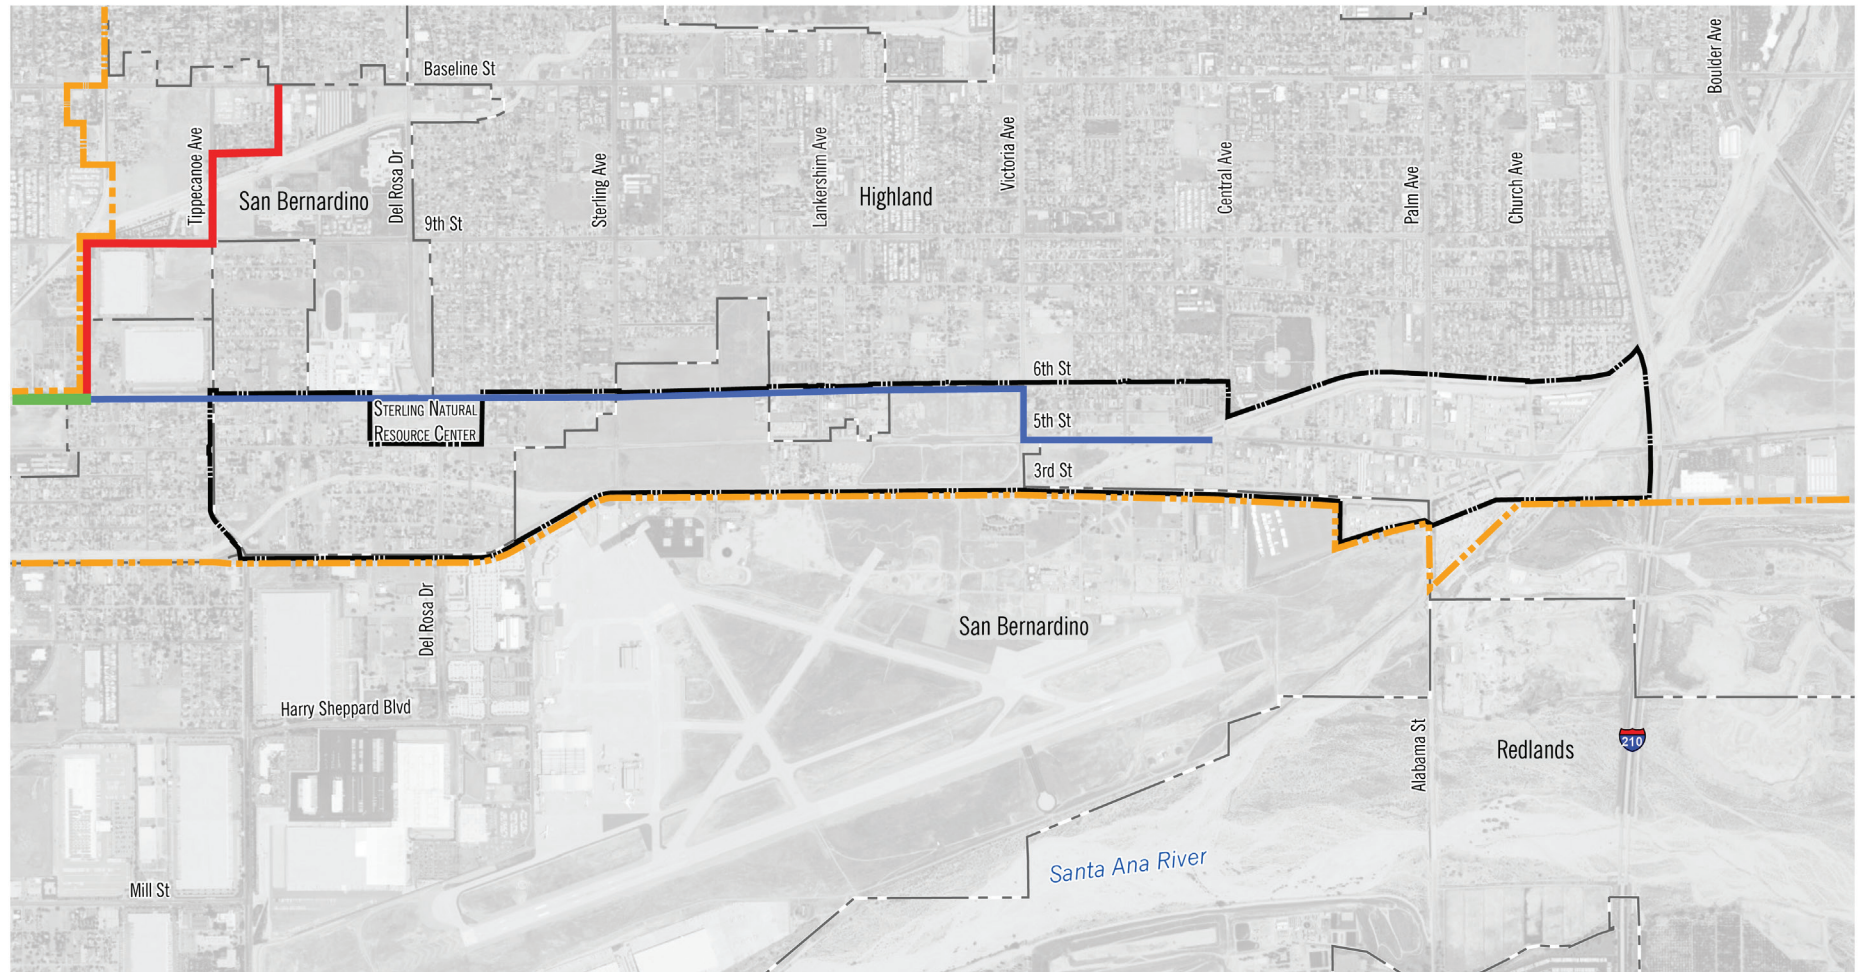 Baseline St
Boulder Ave
Tippecanoe Ave
Del Rosa Dr
Sterling Ave
Lankershim Ave
Victoria Ave
Central Ave
Palm Ave
Church Ave
San Bernardino
Highland
9th St
6th St
STERLING NATURAL
RESOURCE CENTER
5th St
3rd St
Del Rosa Dr
San Bernardino
Harry Sheppard Blvd
Alabama St
Redlands
210
Santa Ana River
Mill St